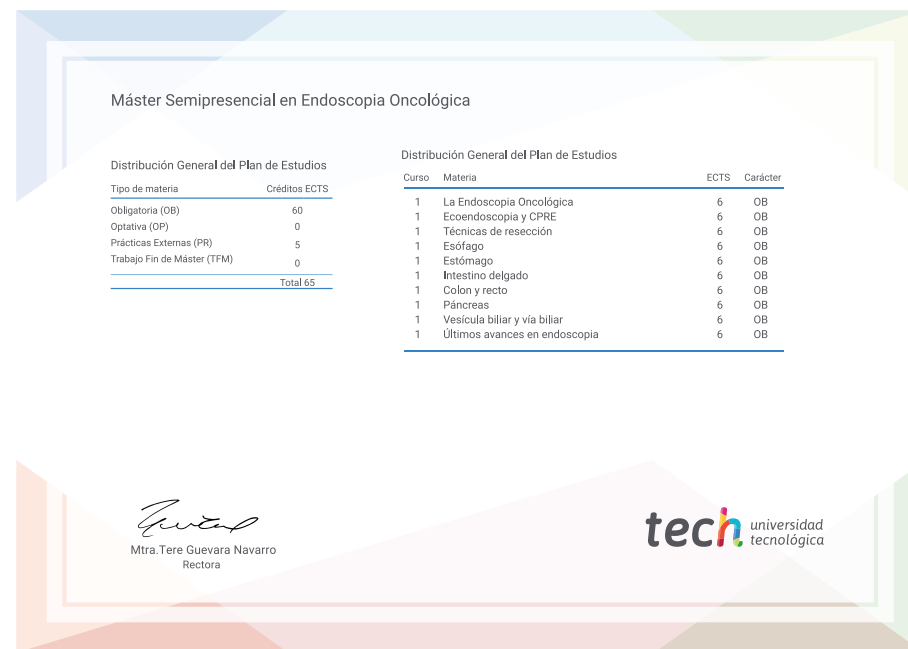 Máster Semipresencial en Endoscopia Oncológica
Distribución General del Plan de Estudios
Tipo de materia Créditos ECTS
Obligatoria (OB) 60
Optativa (OP) 0
Prácticas Externas (PR) 5
Trabajo Fin de Máster (TFM) 0
Total 65
Distribución General del Plan de Estudios
Curso Materia ECTS Carácter
1 La Endoscopia Oncológica 6 OB
1 Ecoendoscopia y CPRE 6 OB
1 Técnicas de resección 6 OB
1 Esófago 6 OB
1 Estómago 6 OB
1 Intestino delgado 6 OB
1 Colon y recto 6 OB
1 Páncreas 6 OB
1 Vesícula biliar y vía biliar 6 OB
1 Últimos avances en endoscopia 6 OB
Mtra.Tere Guevara Navarro
Rectora
tech universidad
tecnológica